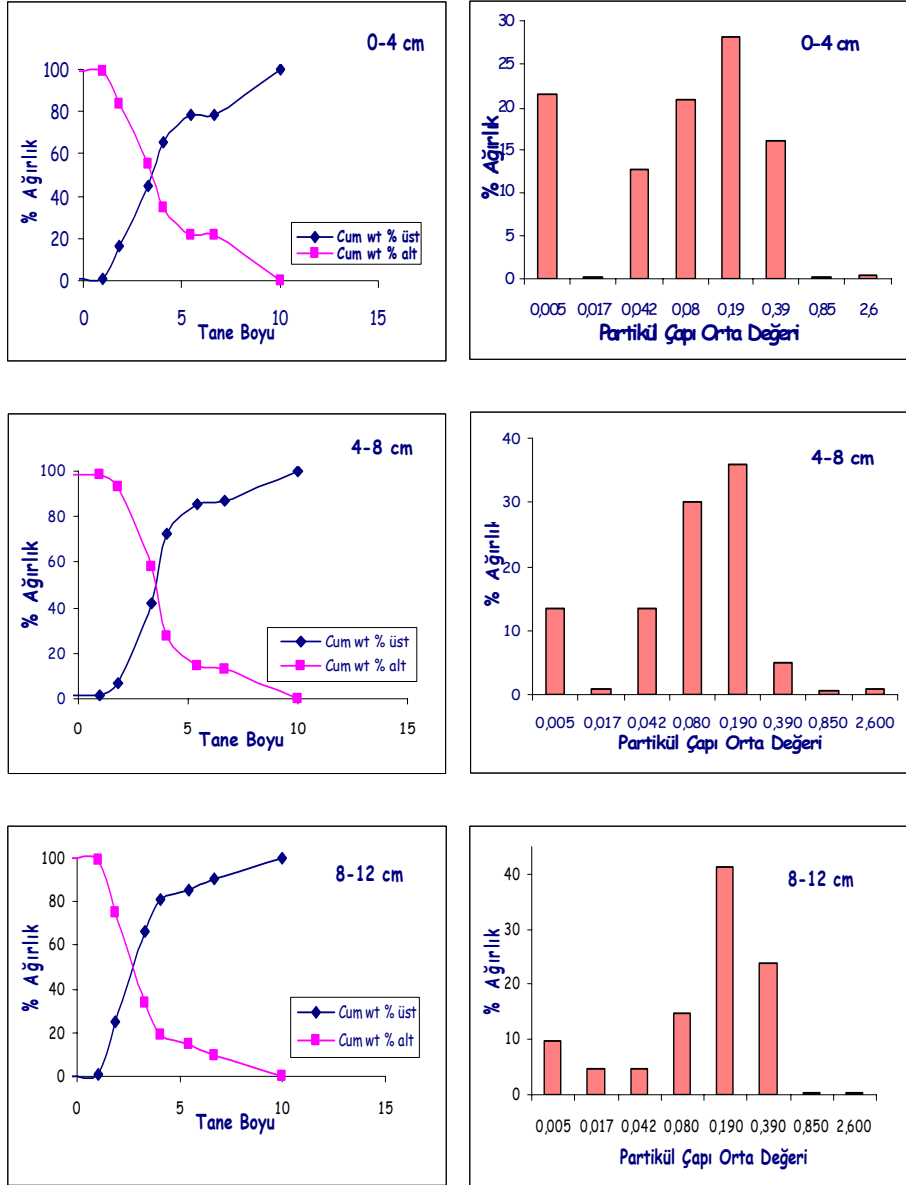 0-4 cm
100
80
60
40
20
0
% Ağırlık
Cum wt % üst
Cum wt % alt
0 5 10 15
Tane Boyu
0-4 cm
30
25
20
15
10
5
0
% Ağırlık
0,005 0,017 0,042 0,08 0,19 0,39 0,85 2,6
Partikül Çapı Orta Değeri
4-8 cm
100
80
60
40
20
0
% Ağırlık
Cum wt % üst
Cum wt % alt
0 5 10 15
Tane Boyu
4-8 cm
40
30
20
10
0
% Ağırlık
0,005 0,017 0,042 0,080 0,190 0,390 0,850 2,600
Partikül Çapı Orta Değeri
8-12 cm
100
80
60
40
20
0
% Ağırlık
Cum wt % üst
Cum wt % alt
0 5 10 15
Tane Boyu
8-12 cm
40
30
20
10
0
% Ağırlık
0,005 0,017 0,042 0,080 0,190 0,390 0,850 2,600
Partikül Çapı Orta Değeri